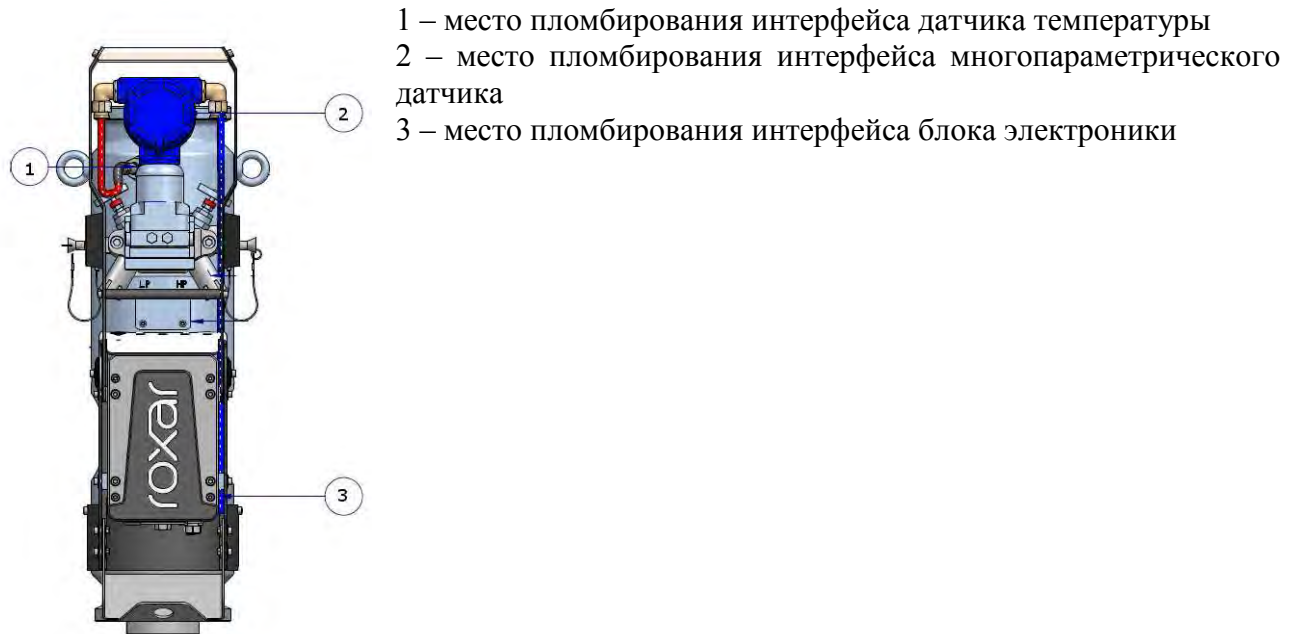 1 – место пломбирования интерфейса датчика температуры
2 – место пломбирования интерфейса многопараметрического
датчика
3 – место пломбирования интерфейса блока электроники
2
1
LP HP
roxar
3